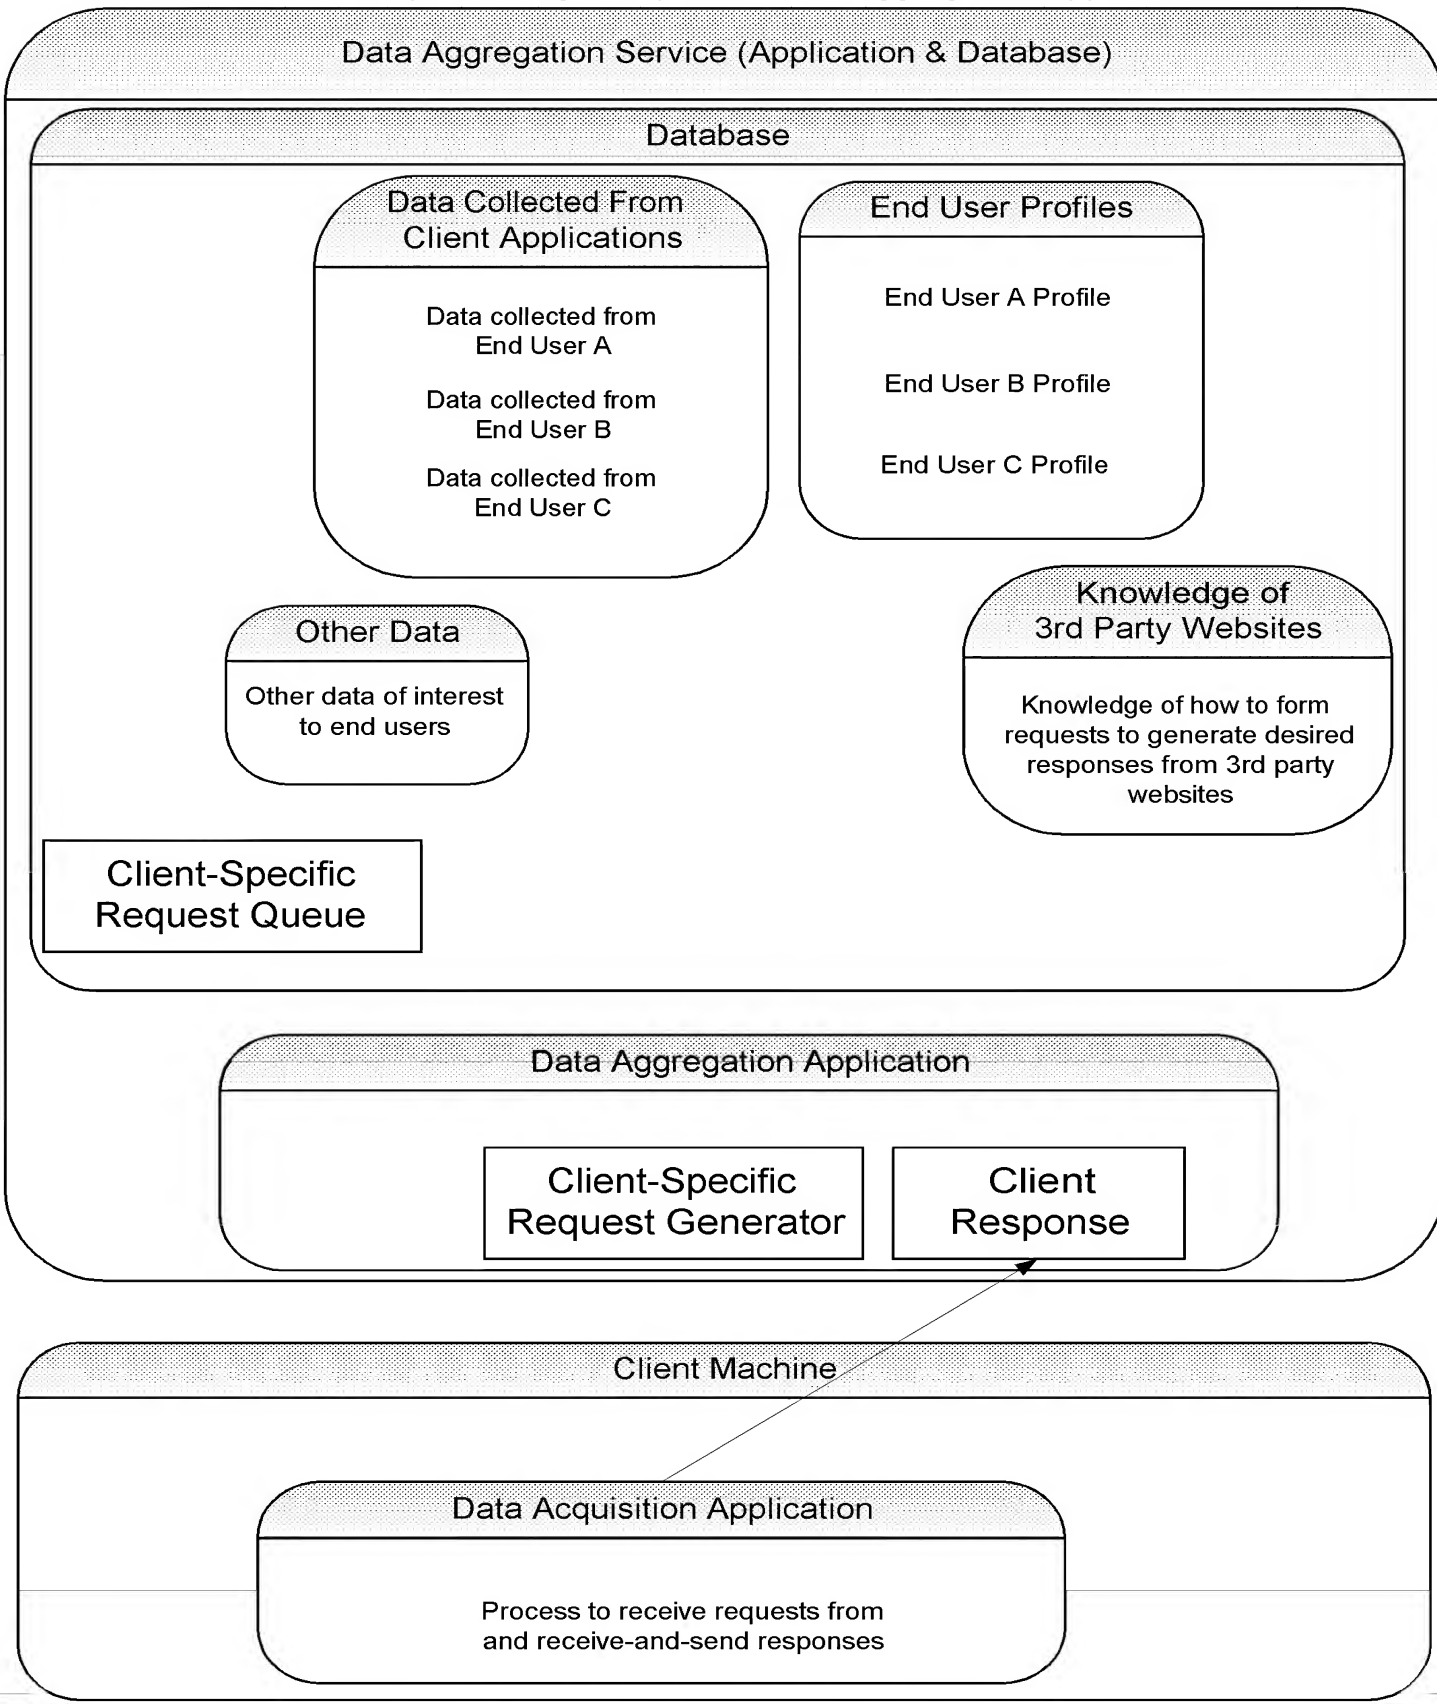 Data Aggregation Service (Application & Database)
Database
Data Collected From
Client Applications
Data collected from
End User A
Data collected from
End User B
Data collected from
End User C
End User Profiles
End User A Profile
End User B Profile
End User C Profile
Other Data
Other data of interest
to end users
Knowledge of
3rd Party Websites
Knowledge of how to form
requests to generate desired
responses from 3rd party
websites
Client-Specific
Request Queue
Data Aggregation Application
Client-Specific
Request Generator
Client
Response
Client Machine
Data Acquisition Application
Process to receive requests from
and receive-and-send responses